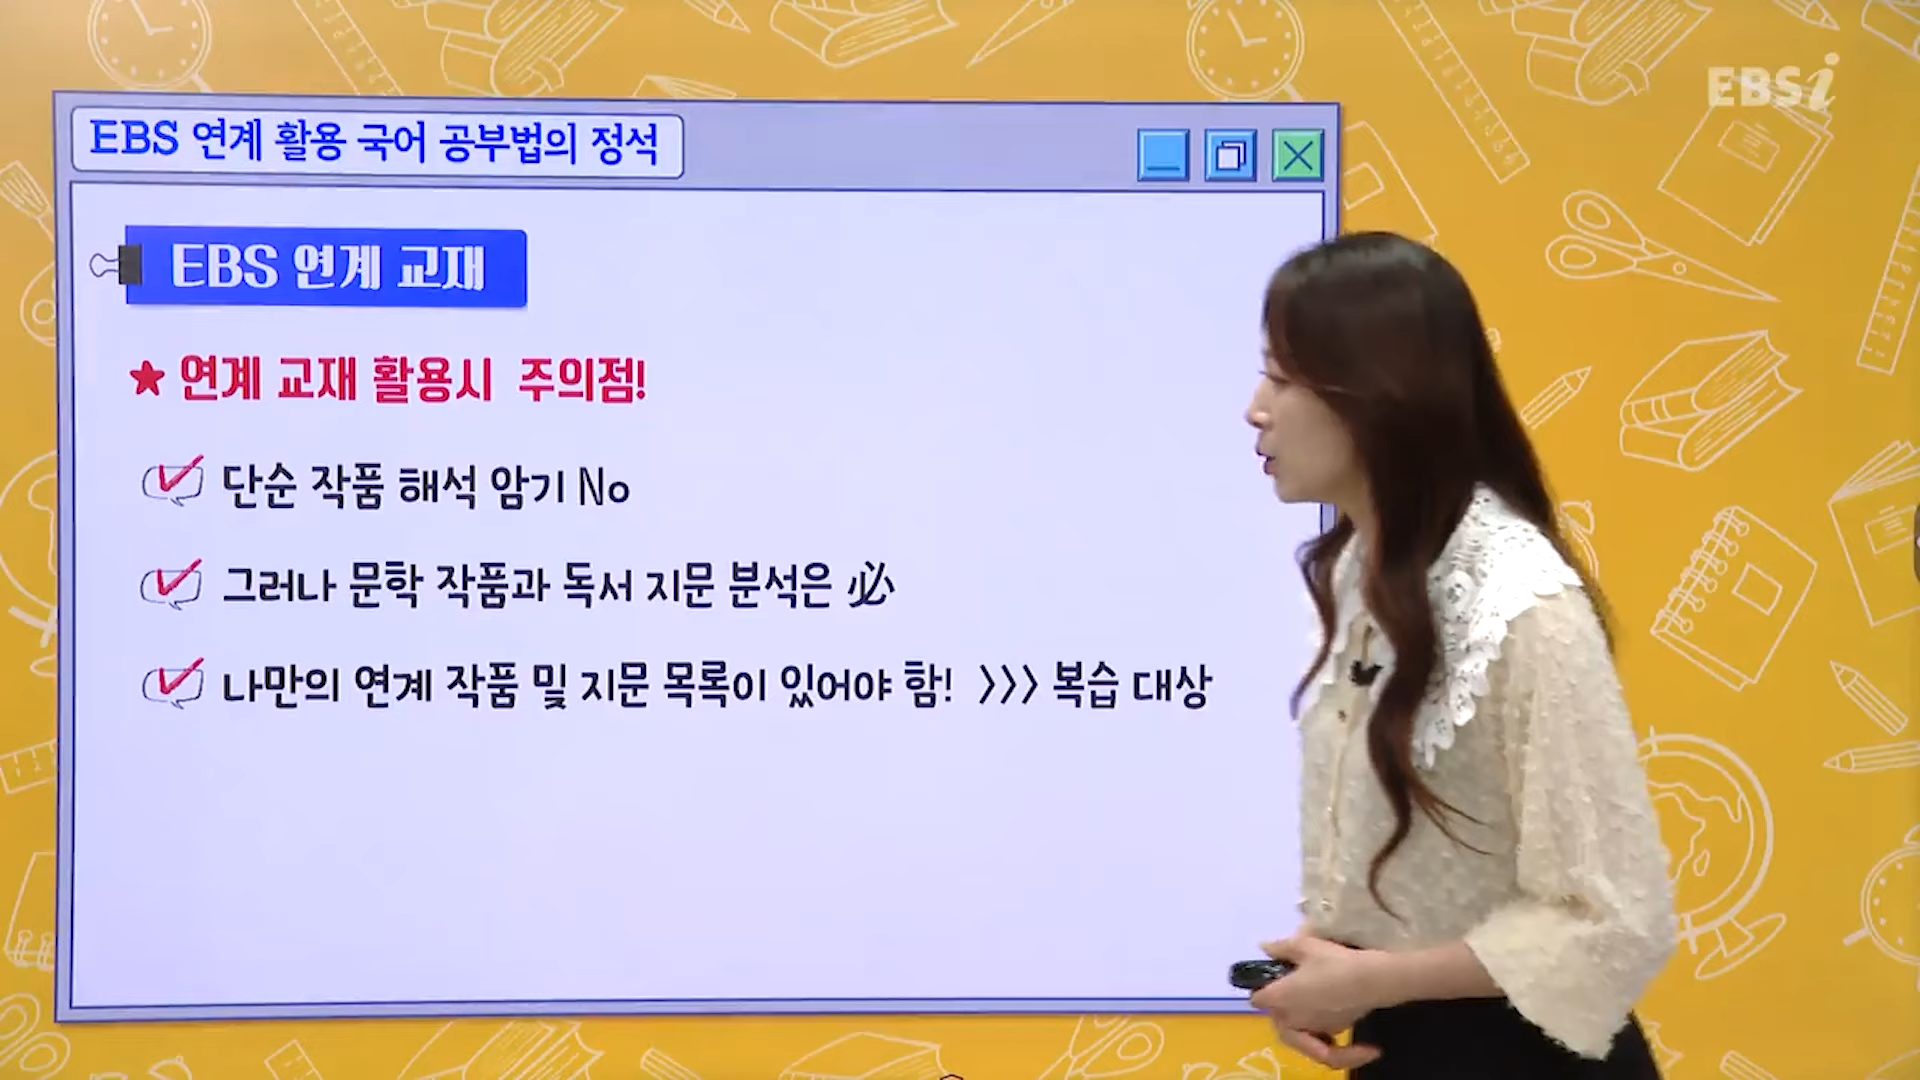 EBSi
EBS 연계 활용 국어 공부법의 정석
EBS 연계 교재
★ 연계 교재 활용시 주의점!
단순 작품 해석 암기 No
그러나 문학 작품과 독서 지문 분석은 必
나만의 연계 작품 및 지문 목록이 있어야 함! >>> 복습 대상